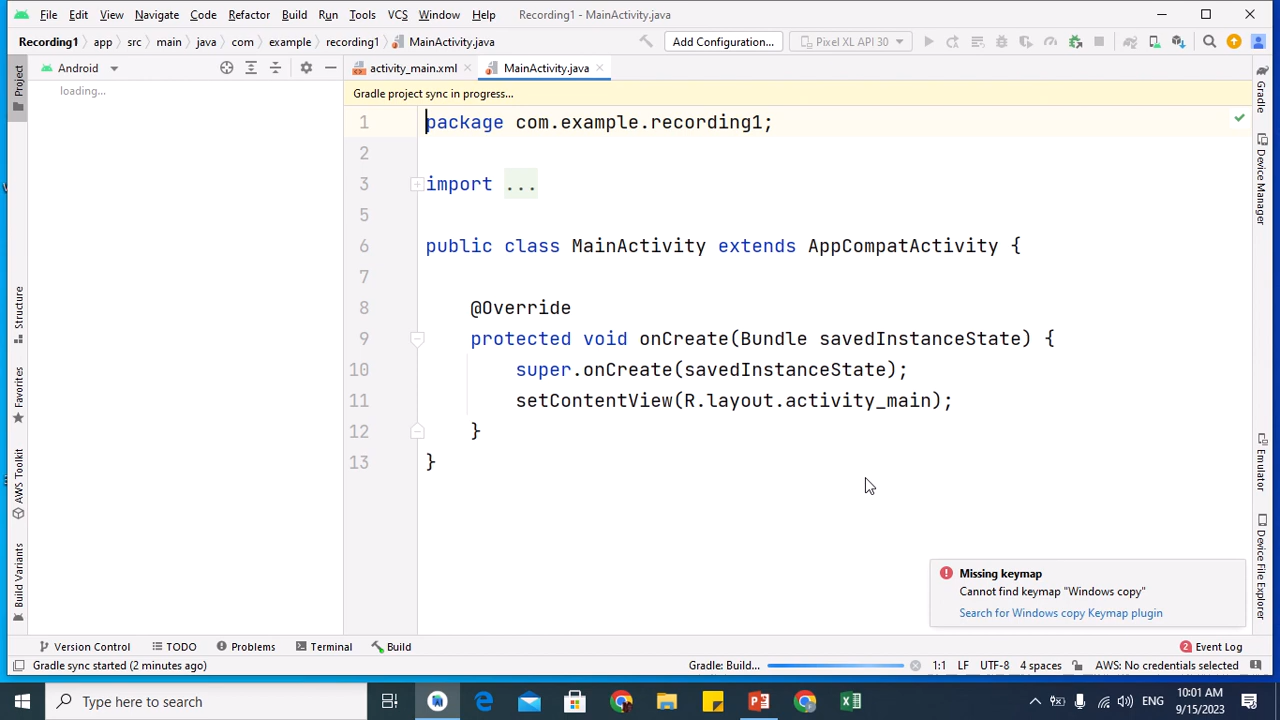 File Edit View Navigate Code Refactor Build Run Tools VCS Window Help Recording1 - MainActivity.java
Recording1 app src main java com example recording1 MainActivity.java Add Configuration... Pixel XL API 30
Project Android activity_main.xml MainActivity.java Gradle
loading...
Gradle project sync in progress...
1 package com.example.recording1;
2
3 import ...
4
5
6 public class MainActivity extends AppCompatActivity {
7
8 @Override
9 protected void onCreate(Bundle savedInstanceState) {
10 super.onCreate(savedInstanceState);
11 setContentView(R.layout.activity_main);
12 }
13 }
Device Manager
Structure
Favorites
AWS Toolkit
Build Variants
Emulator
Device File Explorer
Missing keymap
Cannot find keymap "Windows copy"
Search for Windows copy Keymap plugin
Version Control TODO Problems Terminal Build 2 Event Log
Gradle sync started (2 minutes ago) Gradle: Build... 1:1 LF UTF-8 4 spaces AWS: No credentials selected
Type here to search ENG 10:01 AM
9/15/2023